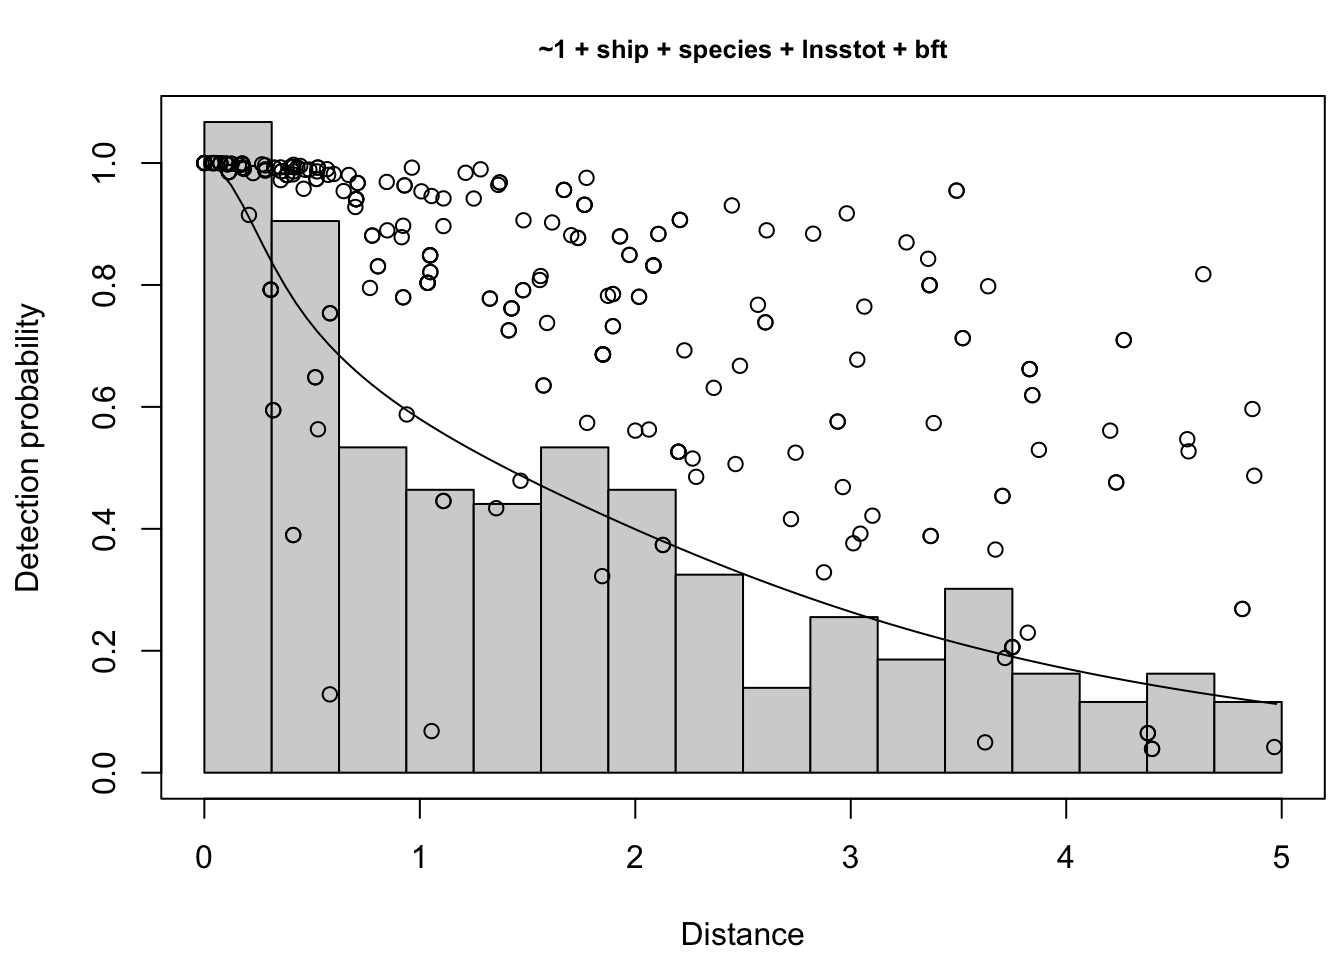 ~1 + ship + species + lnsstot + bft
Detection probability
1.0
0.8
0.6
0.4
0.2
0.0
0 1 2 3 4 5
Distance